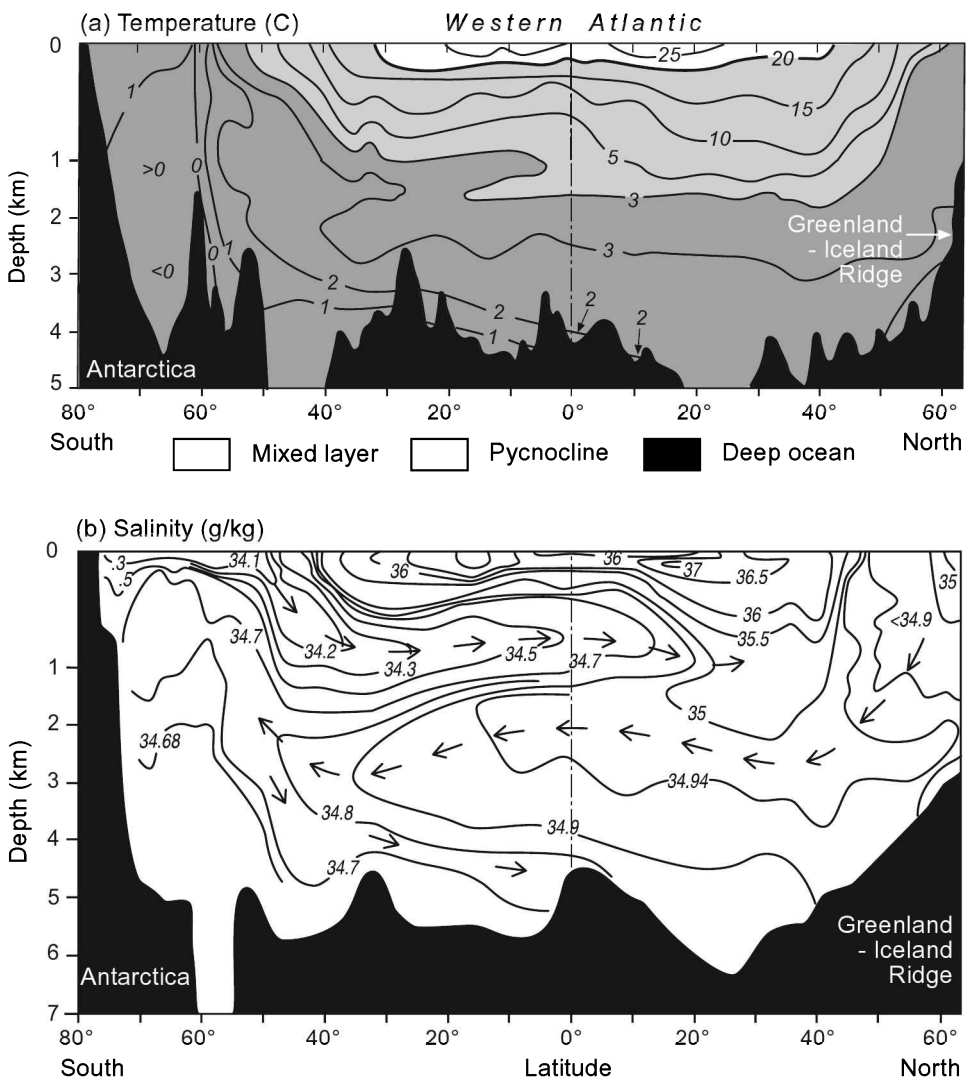 (a) Temperature (C) Western Atlantic
0 25 20
1 15
10
1 >0 0 5
2 3
Greenland
- Iceland
Ridge
Depth (km)
3 <0 0 1 3
2 2 2
1 2
4 1
Antarctica
5
80° 60° 40° 20° 0° 20° 40° 60°
South North
Mixed layer Pycnocline Deep ocean
(b) Salinity (g/kg)
0 .3 34.1 36 36 37 36.5 35
.5 36
34.7 34.2 34.3 34.5 34.7 35.5 <34.9
1
2 34.68 35
Depth (km)
3 34.8 34.94
4 34.7 34.9
5
Greenland
- Iceland
Ridge
6 Antarctica
7
80° 60° 40° 20° 0° 20° 40° 60°
South Latitude North